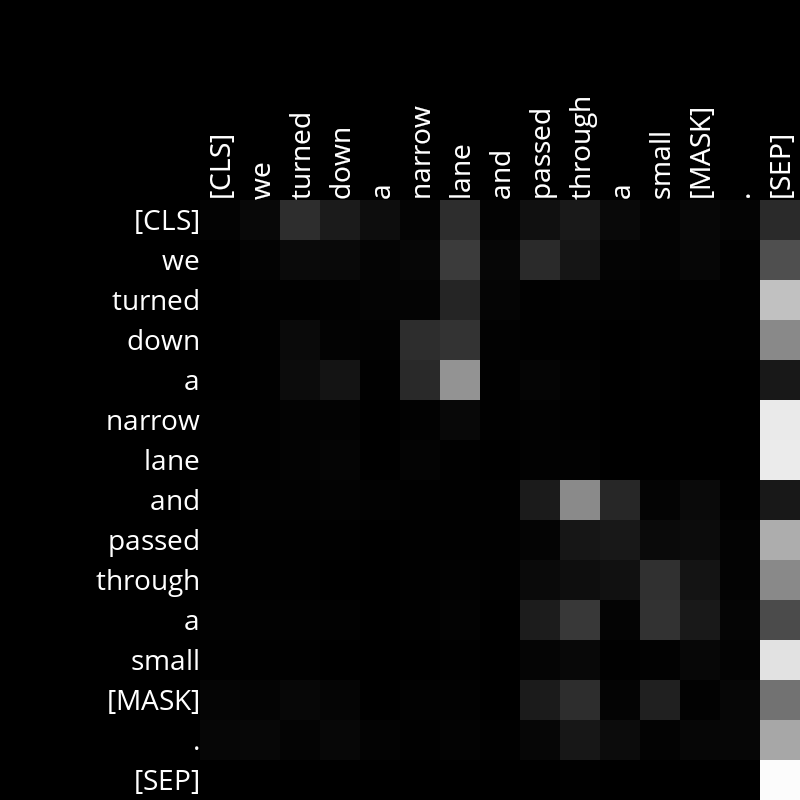 [CLS] we turned down a narrow lane and passed through a small [MASK] . [SEP]
[CLS]
we
turned
down
a
narrow
lane
and
passed
through
a
small
[MASK]
.
[SEP]